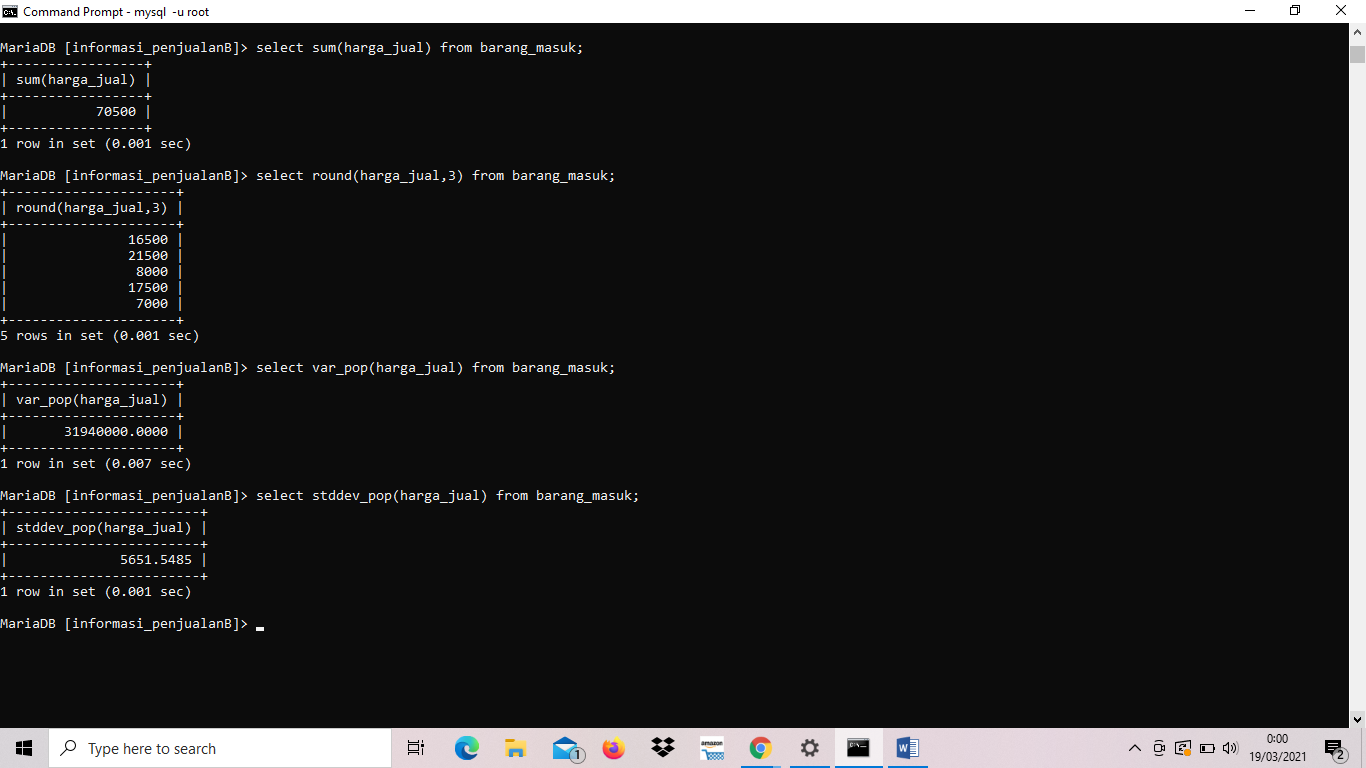 Command Prompt - mysql -u root
MariaDB [informasi_penjualanB]> select sum(harga_jual) from barang_masuk;
+-----------------+
| sum(harga_jual) |
+-----------------+
|           70500 |
+-----------------+
1 row in set (0.001 sec)
MariaDB [informasi_penjualanB]> select round(harga_jual,3) from barang_masuk;
+---------------------+
| round(harga_jual,3) |
+---------------------+
|               16500 |
|               21500 |
|                8000 |
|               17500 |
|                7000 |
+---------------------+
5 rows in set (0.001 sec)
MariaDB [informasi_penjualanB]> select var_pop(harga_jual) from barang_masuk;
+---------------------+
| var_pop(harga_jual) |
+---------------------+
|       31940000.0000 |
+---------------------+
1 row in set (0.007 sec)
MariaDB [informasi_penjualanB]> select stddev_pop(harga_jual) from barang_masuk;
+------------------------+
| stddev_pop(harga_jual) |
+------------------------+
|              5651.5485 |
+------------------------+
1 row in set (0.001 sec)
MariaDB [informasi_penjualanB]> _
Type here to search
1
amazon
0:00
19/03/2021
2